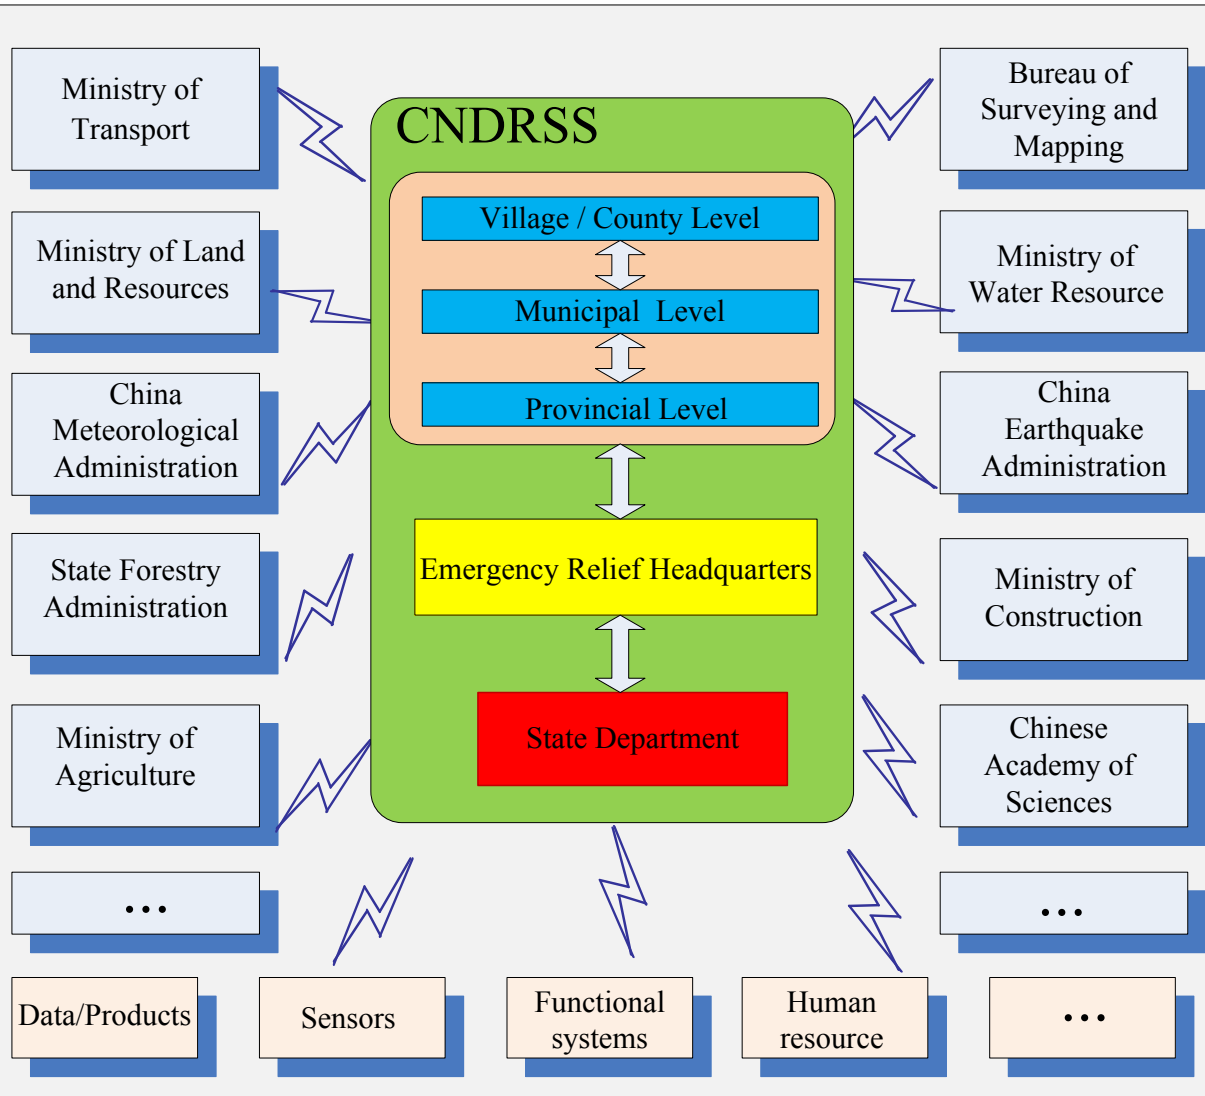 CNDRSS
Village / County Level
Municipal Level
Provincial Level
Emergency Relief Headquarters
State Department
Ministry of
Transport
Ministry of Land
and Resources
China
Meteorological
Administration
State Forestry
Administration
Ministry of
Agriculture
...
Bureau of
Surveying and
Mapping
Ministry of
Water Resource
China
Earthquake
Administration
Ministry of
Construction
Chinese
Academy of
Sciences
...
Data/Products
Sensors
Functional
systems
Human
resource
...